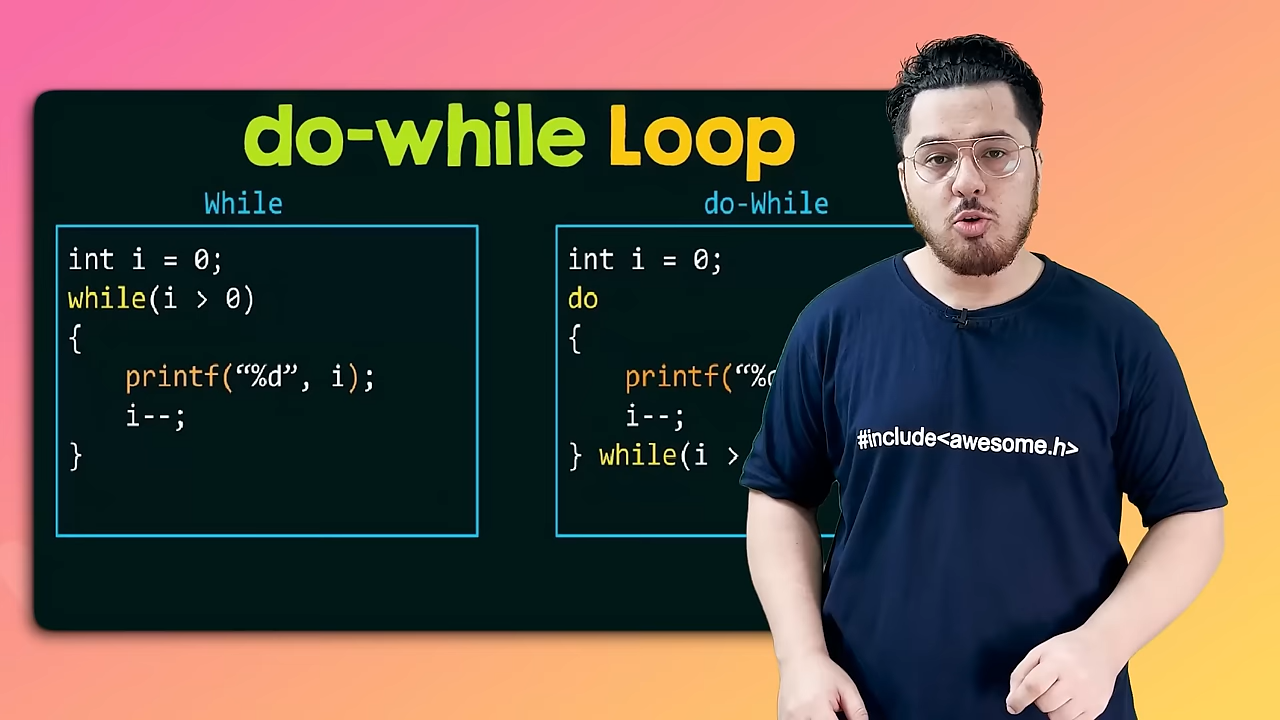 do-while Loop
While
int i = 0;
while(i > 0)
{
printf(“%d”, i);
i--;
}
do-While
int i = 0;
do
{
printf(“%
i--;
} while(i >
#include<awesome.h>